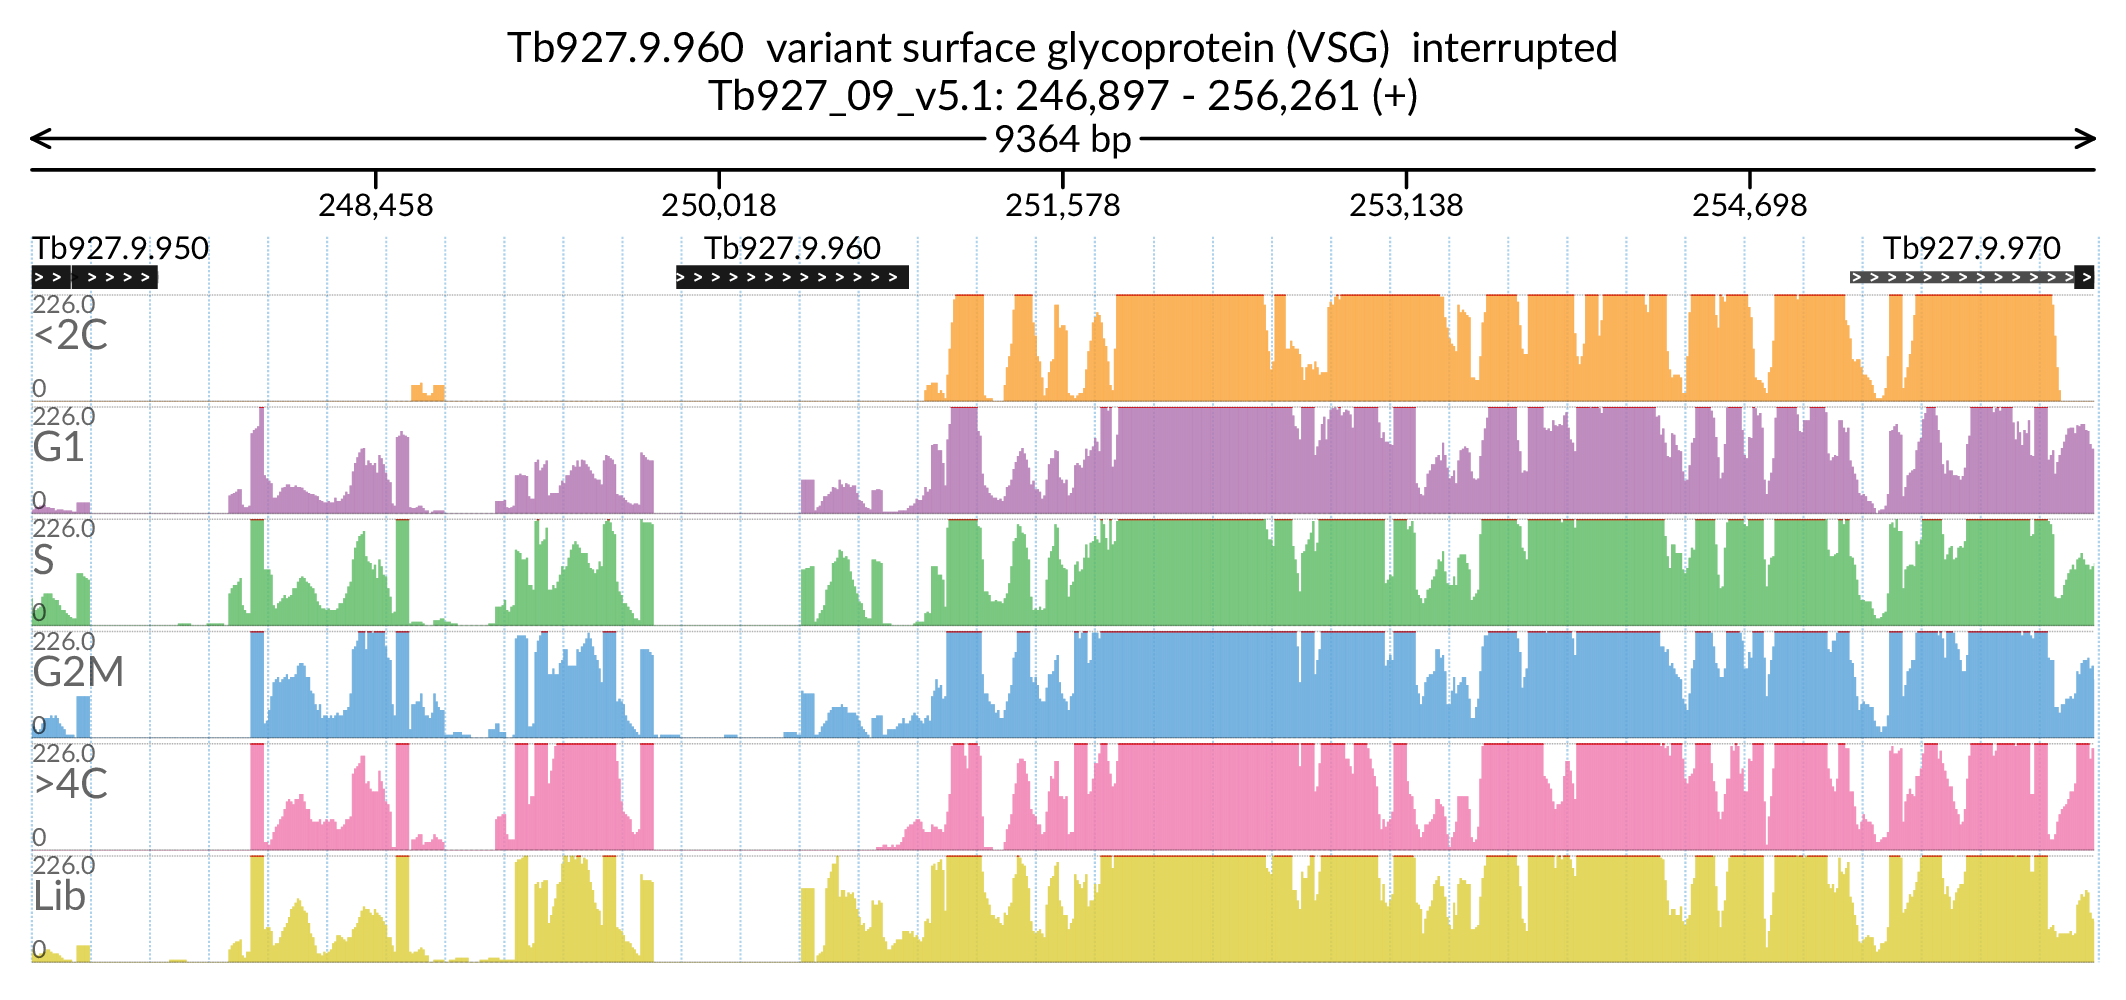 Tb927.9.960  variant surface glycoprotein (VSG)  interrupted
Tb927_09_v5.1: 246,897 - 256,261 (+)
9364 bp
248,458 250,018 251,578 253,138 254,698
Tb927.9.950 Tb927.9.960 Tb927.9.970
226.0
<2C
0
226.0
G1
0
226.0
S
0
226.0
G2M
0
226.0
>4C
0
226.0
Lib
0